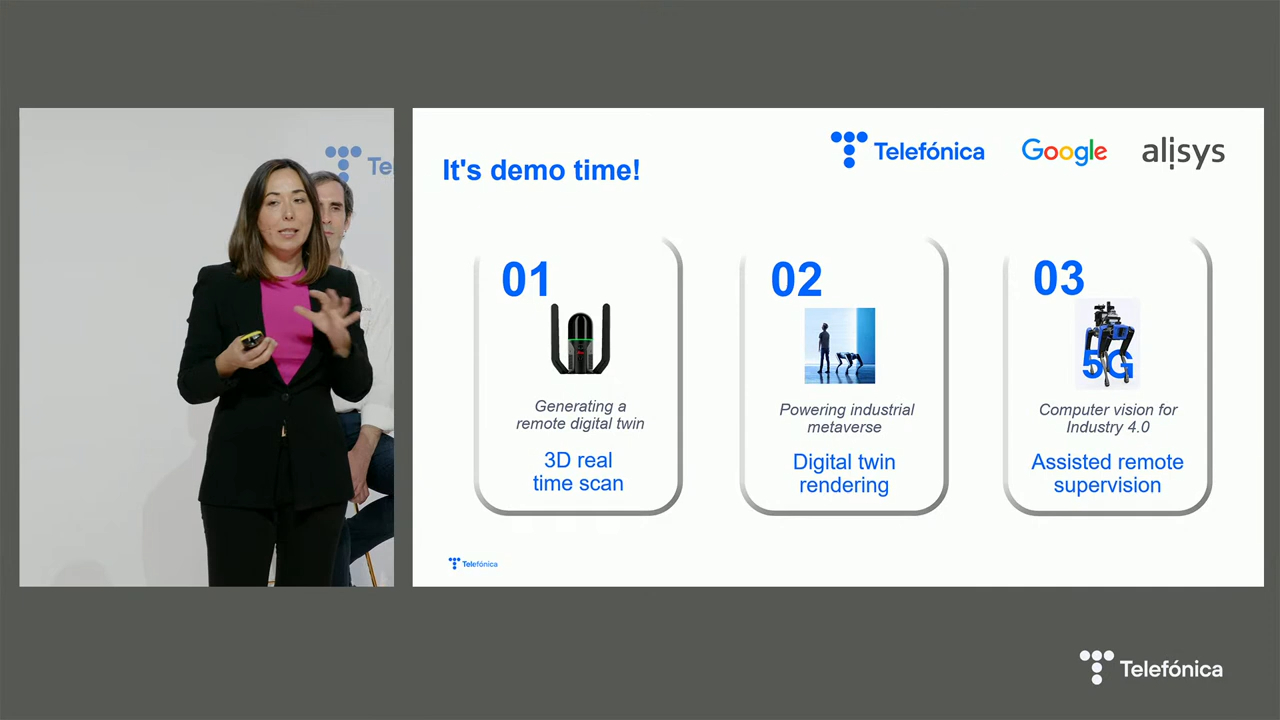 Te
It's demo time!
Telefónica
Google
alisys
01
Generating a
remote digital twin
3D real
time scan
02
Powering industrial
metaverse
Digital twin
rendering
03
5G
Computer vision for
Industry 4.0
Assisted remote
supervision
Telefónica
Telefónica